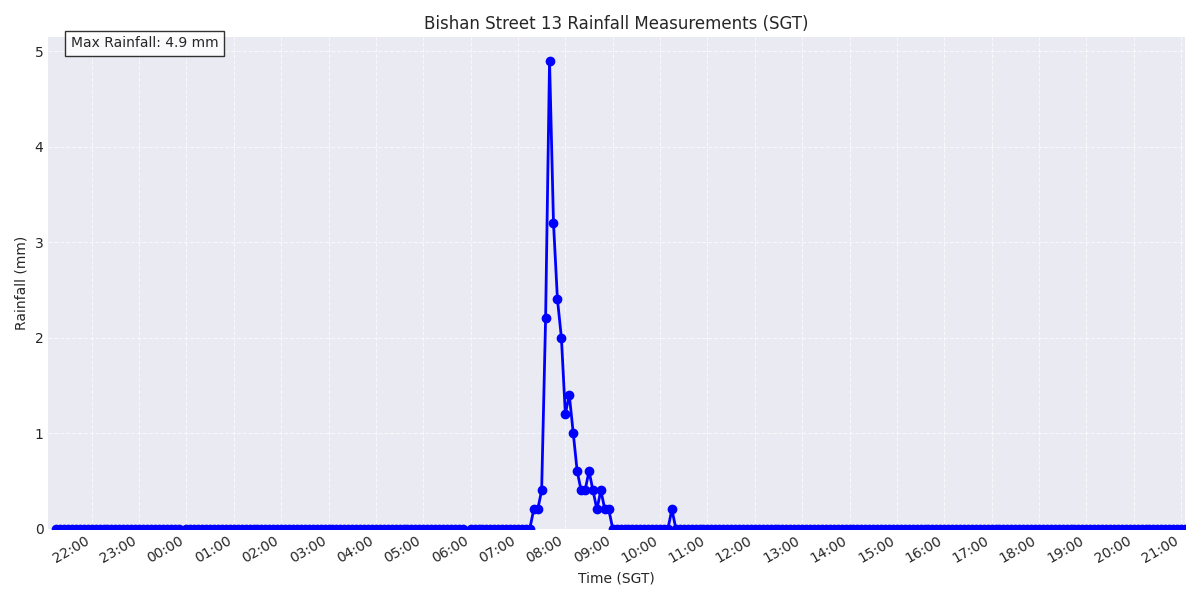 Bishan Street 13 Rainfall Measurements (SGT)
Max Rainfall: 4.9 mm
5
4
3
2
1
0
Rainfall (mm)
22:00 23:00 00:00 01:00 02:00 03:00 04:00 05:00 06:00 07:00 08:00 09:00 10:00 11:00 12:00 13:00 14:00 15:00 16:00 17:00 18:00 19:00 20:00 21:00
Time (SGT)